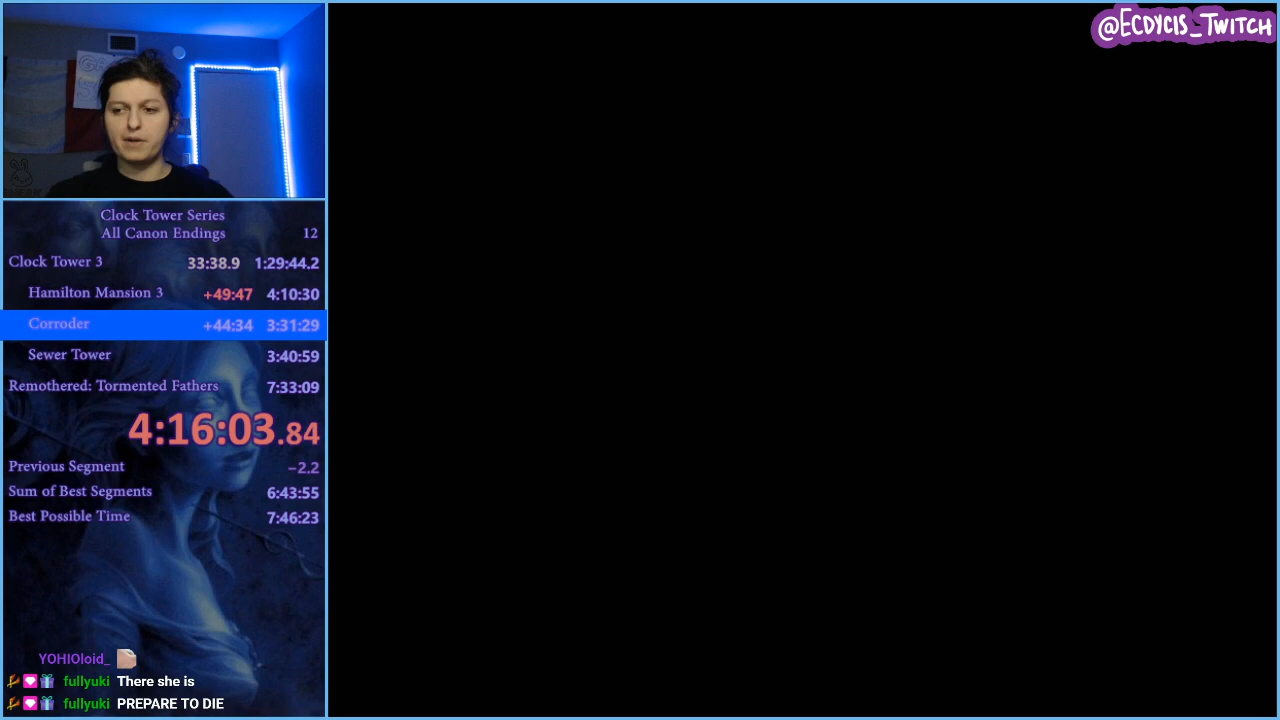 @ECDYCIS_TWITCH
Clock Tower Series
All Canon Endings 12
Clock Tower 3 33:38.9 1:29:44.2
Hamilton Mansion 3 +49:47 4:10:30
Corroder +44:34 3:31:29
Sewer Tower 3:40:59
Remothered: Tormented Fathers 7:33:09
4:16:03.84
Previous Segment −2.2
Sum of Best Segments 6:43:55
Best Possible Time 7:46:23
YOHIOloid_
fullyuki There she is
fullyuki PREPARE TO DIE